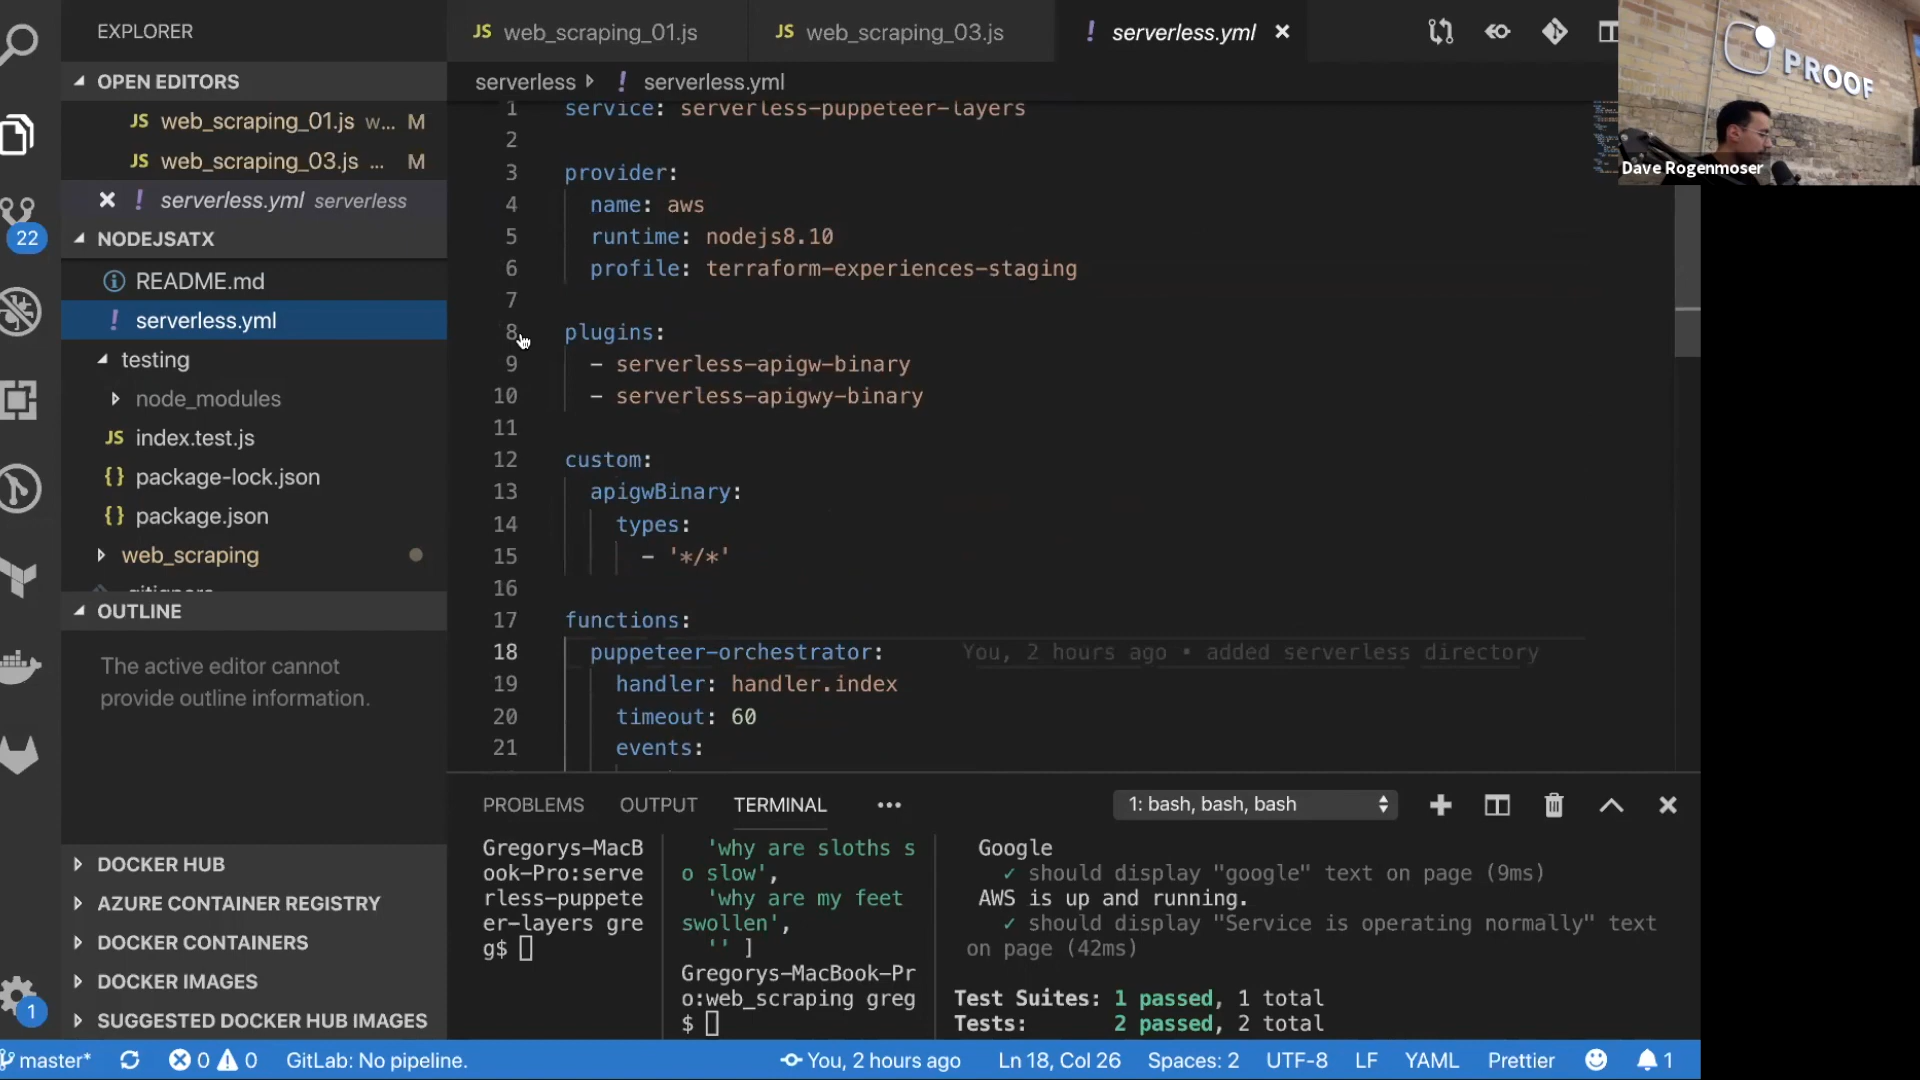 EXPLORER
OPEN EDITORS
JS web_scraping_01.js w... M
JS web_scraping_03.js ... M
! serverless.yml serverless
22
NODEJSATX
README.md
! serverless.yml
testing
node_modules
JS index.test.js
{} package-lock.json
{} package.json
web_scraping
.gitignore
OUTLINE
The active editor cannot
provide outline information.
DOCKER HUB
AZURE CONTAINER REGISTRY
DOCKER CONTAINERS
DOCKER IMAGES
SUGGESTED DOCKER HUB IMAGES
1
JS web_scraping_01.js
JS web_scraping_03.js
! serverless.yml
serverless ! serverless.yml
1 service: serverless-puppeteer-layers
2
3 provider:
4 name: aws
5 runtime: nodejs8.10
6 profile: terraform-experiences-staging
7
8 plugins:
9 - serverless-apigw-binary
10 - serverless-apigwy-binary
11
12 custom:
13 apigwBinary:
14 types:
15 - '*/*'
16
17 functions:
18 puppeteer-orchestrator: You, 2 hours ago • added serverless directory
19 handler: handler.index
20 timeout: 60
21 events:
PROOF
Dave Rogenmoser
PROBLEMS OUTPUT TERMINAL ••• 1: bash, bash, bash
Gregorys-MacB
ook-Pro:serve
rless-puppete
er-layers gre
g$
'why are sloths s
o slow',
'why are my feet
swollen',
'' ]
Gregorys-MacBook-Pr
o:web_scraping greg
$
Google
✓ should display "google" text on page (9ms)
AWS is up and running.
✓ should display "Service is operating normally" text
on page (42ms)
Test Suites: 1 passed, 1 total
Tests: 2 passed, 2 total
master* 0 0 GitLab: No pipeline. You, 2 hours ago Ln 18, Col 26 Spaces: 2 UTF-8 LF YAML Prettier 1